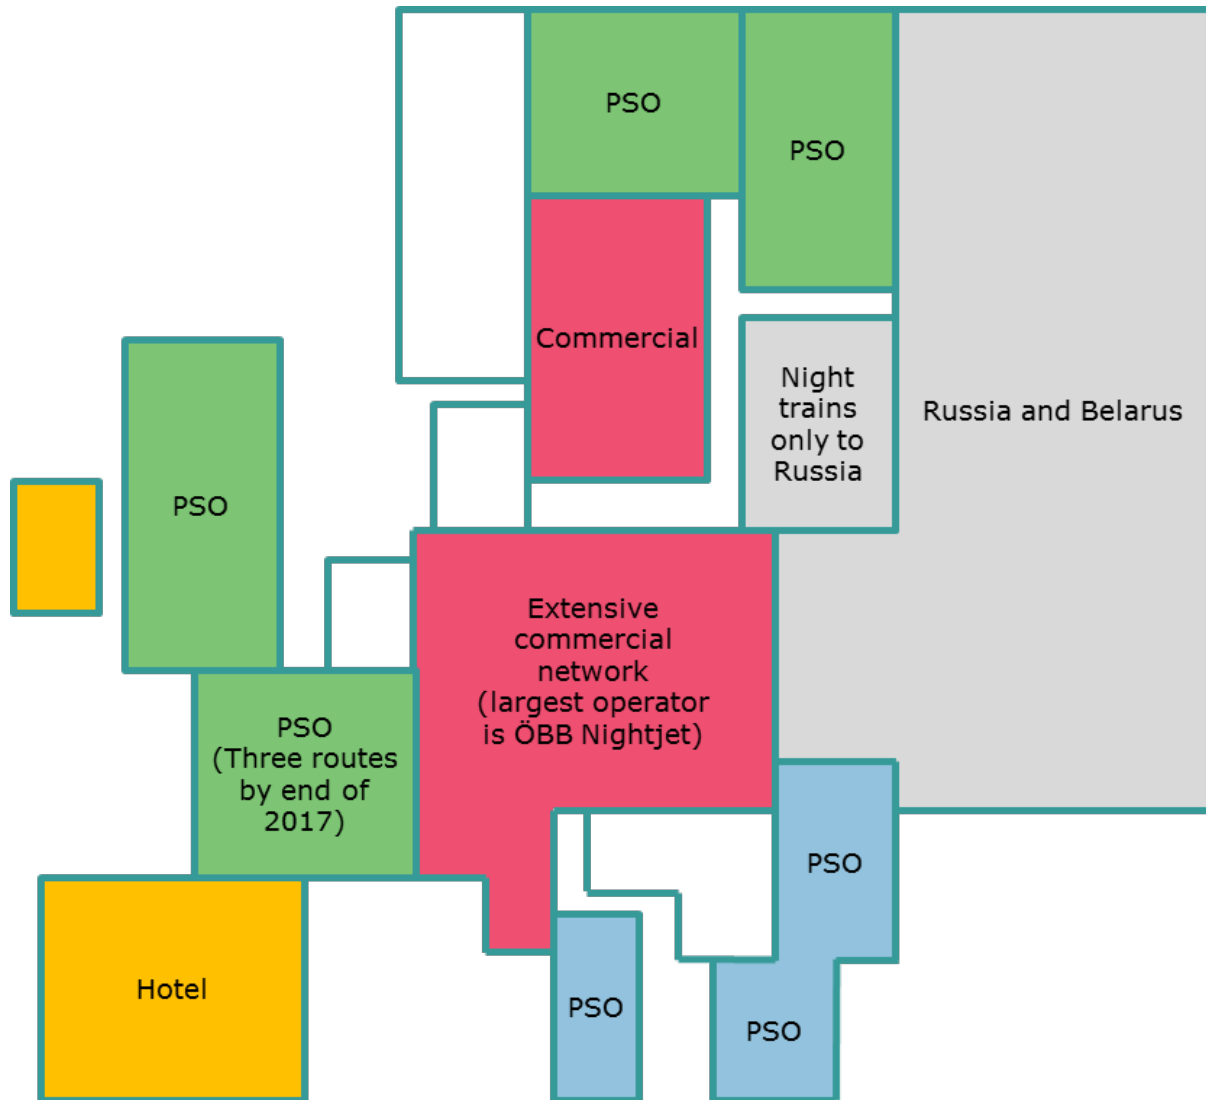 PSO
PSO
Commercial
Night
trains
only to
Russia
Russia and Belarus
PSO
Extensive
commercial
network
(largest operator
is ÖBB Nightjet)
PSO
(Three routes
by end of
2017)
PSO
Hotel
PSO
PSO